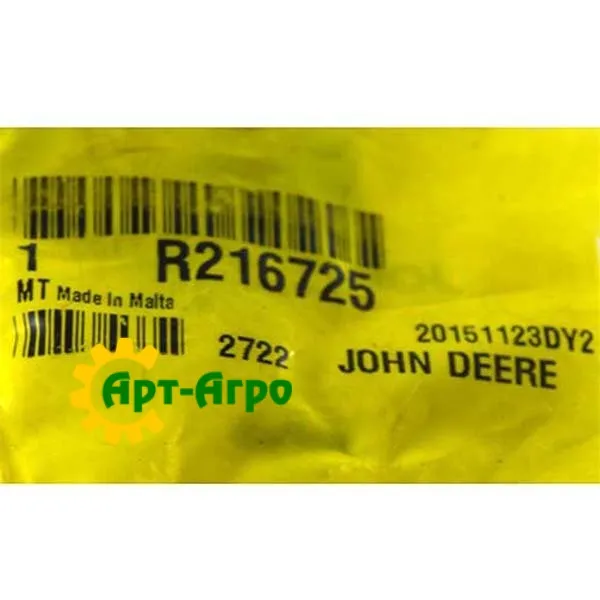 1 R216725
MT Made In Malta
20151123DY2
2722 JOHN DEERE
Арт-Агро